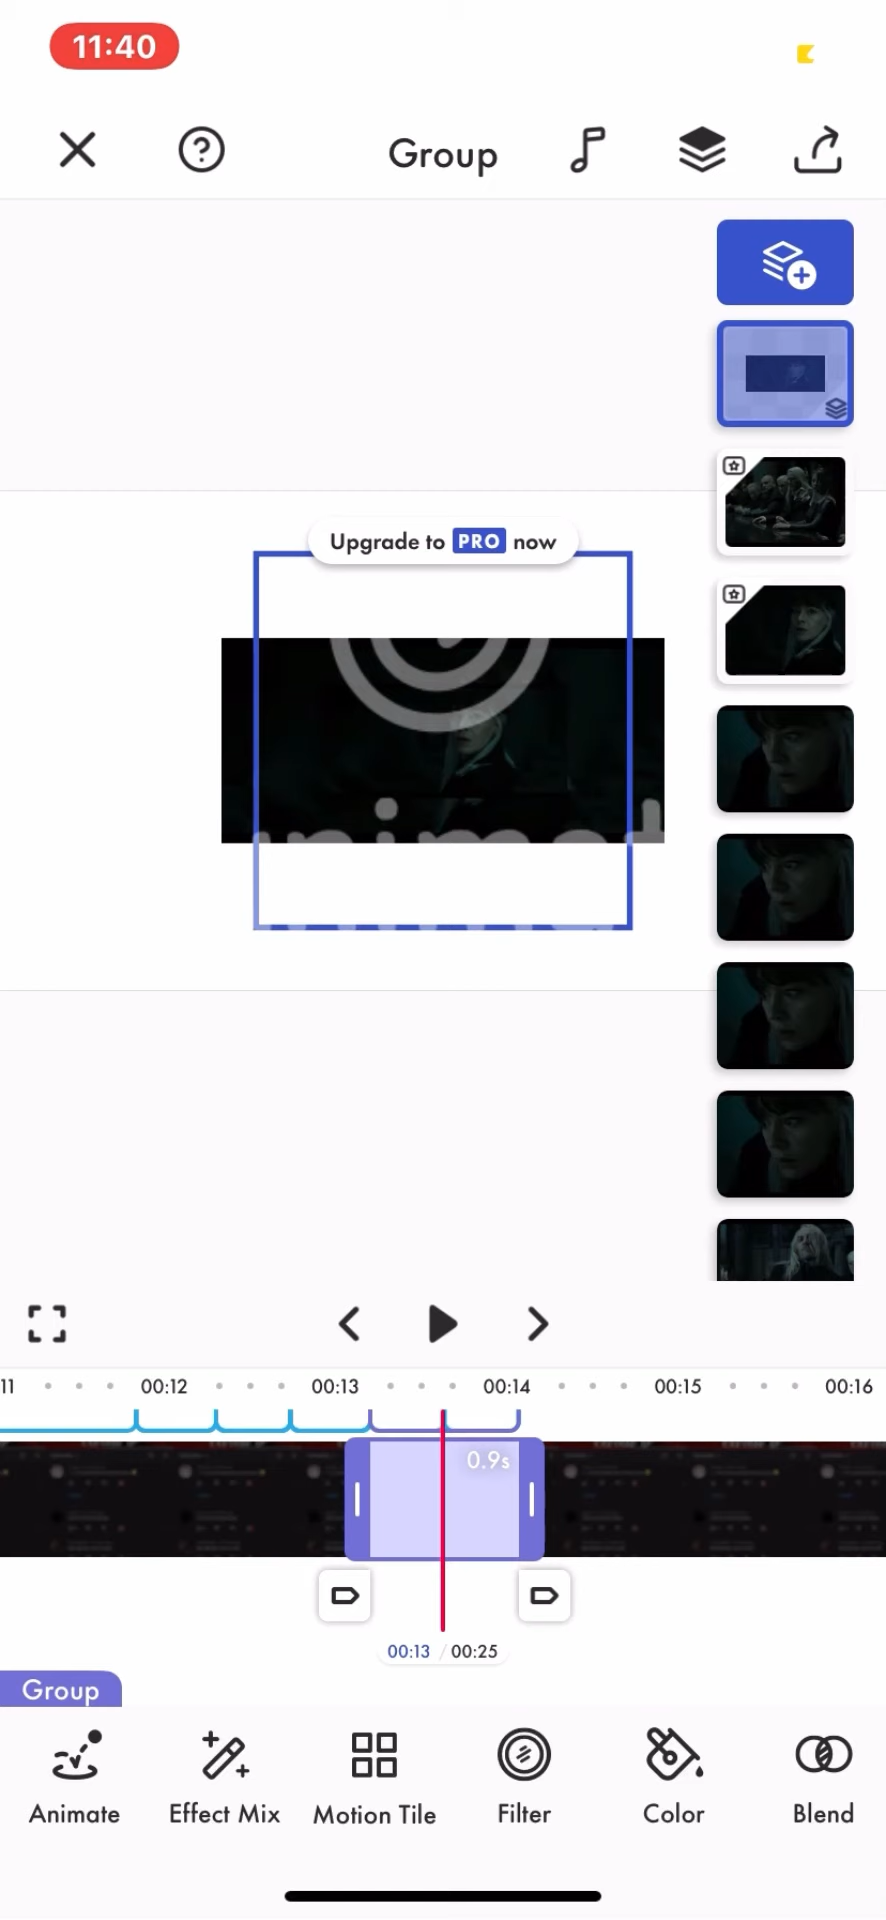 11:40
Group
Upgrade to PRO now
11
00:12
00:13
00:14
00:15
00:16
0.9s
00:13 / 00:25
Group
Animate
Effect Mix
Motion Tile
Filter
Color
Blend